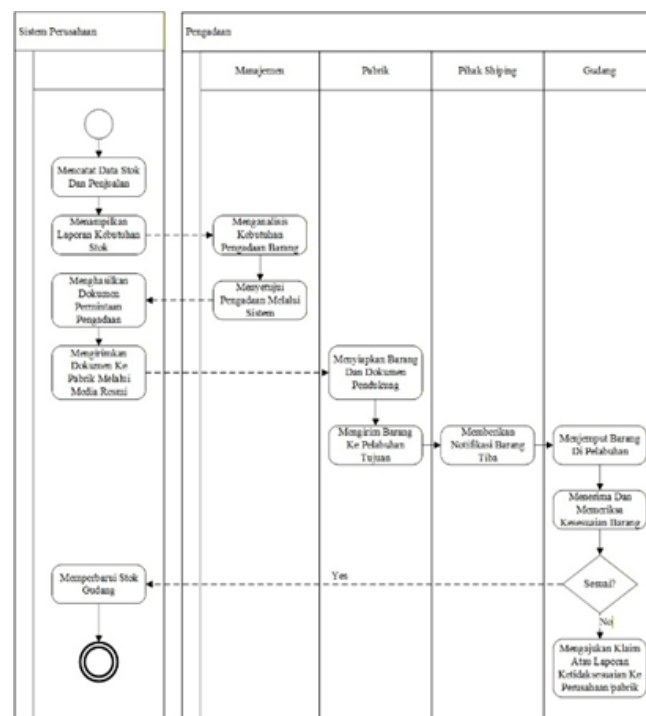 Sistem Perusahaan
Pengadaan
Manajemen
Pabrik
Pihak Shiping
Gudang
Mencatat Data Stok
Dan Penjualan
Menampilkan
Laporan Kebutuhan
Stok
Menganalisis
Kebutuhan
Pengadaan Barang
Menghasilkan
Dokumen
Permintaan
Pengadaan
Menyetujui
Pengadaan Melalui
Sistem
Mengirimkan
Dokumen Ke
Pabrik Melalui
Media Resmi
Menyiapkan Barang
Dan Dokumen
Pendukung
Mengirim Barang
Ke Pelabuhan
Tujuan
Memberikan
Notifikasi Barang
Tiba
Menjemput Barang
Di Pelabuhan
Menerima Dan
Memeriksa
Kesesuaian Barang
Memperbarui Stok
Gudang
Yes
Sesuai?
No
Mengajukan Klaim
Atas Laporan
Ketidaksesuaian Ke
Perusahaan/pabrik